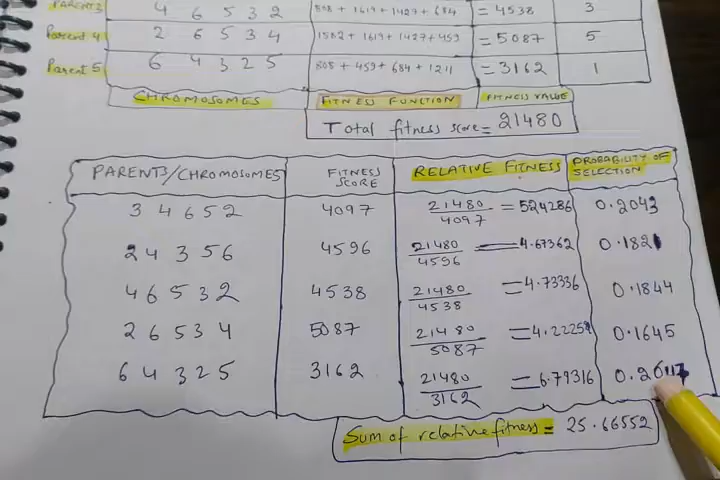 PARENT3 4 6 5 3 2 808 + 1619 + 1427 + 684 = 4538 3
Parent 4 2 6 5 3 4 1582 + 1619 + 1427 + 459 = 5087 5
Parent 5 6 4 3 2 5 808 + 459 + 684 + 1211 = 3162 1
CHROMOSOMES FITNESS FUNCTION FITNESS VALUE
Total fitness score = 21480
PARENTS/CHROMOSOMES FITNESS SCORE RELATIVE FITNESS PROBABILITY OF SELECTION
3 4 6 5 2 4097 21480/4097 = 524286 0.2043
2 4 3 5 6 4596 21480/4596 = 4.67362 0.1821
4 6 5 3 2 4538 21480/4538 = 4.73336 0.1844
2 6 5 3 4 5087 21480/5087 = 4.22252 0.1645
6 4 3 2 5 3162 21480/3162 = 6.79316
Sum of relative fitness = 25.66552